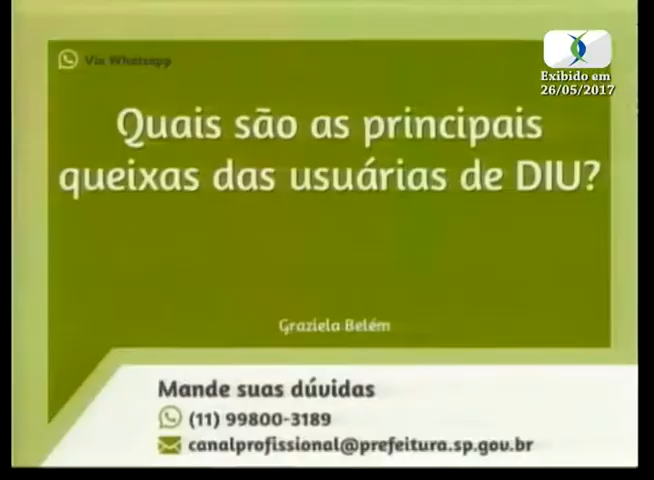 Via Whatsapp
Exibido em
26/05/2017
Quais são as principais
queixas das usuárias de DIU?
Graziela Belém
Mande suas dúvidas
(11) 99800-3189
canalprofissional@prefeitura.sp.gov.br